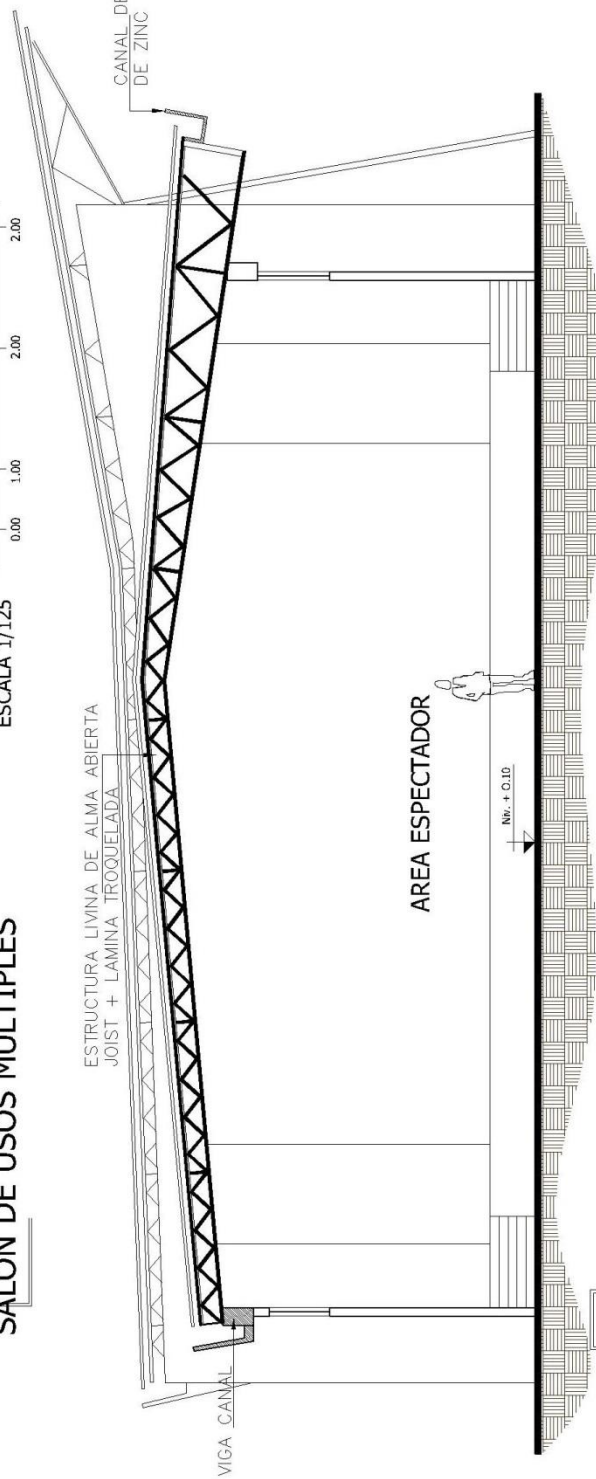 SALON DE USOS MULTIPLES
ESCALA 1/125
0.00 1.00 2.00 2.00
ESTRUCTURA LIVINA DE ALMA ABIERTA
JOIST + LAMINA TROQUELADA
CANAL DE
DE ZINC
VIGA CANAL
AREA ESPECTADOR
Niv. + 0.10